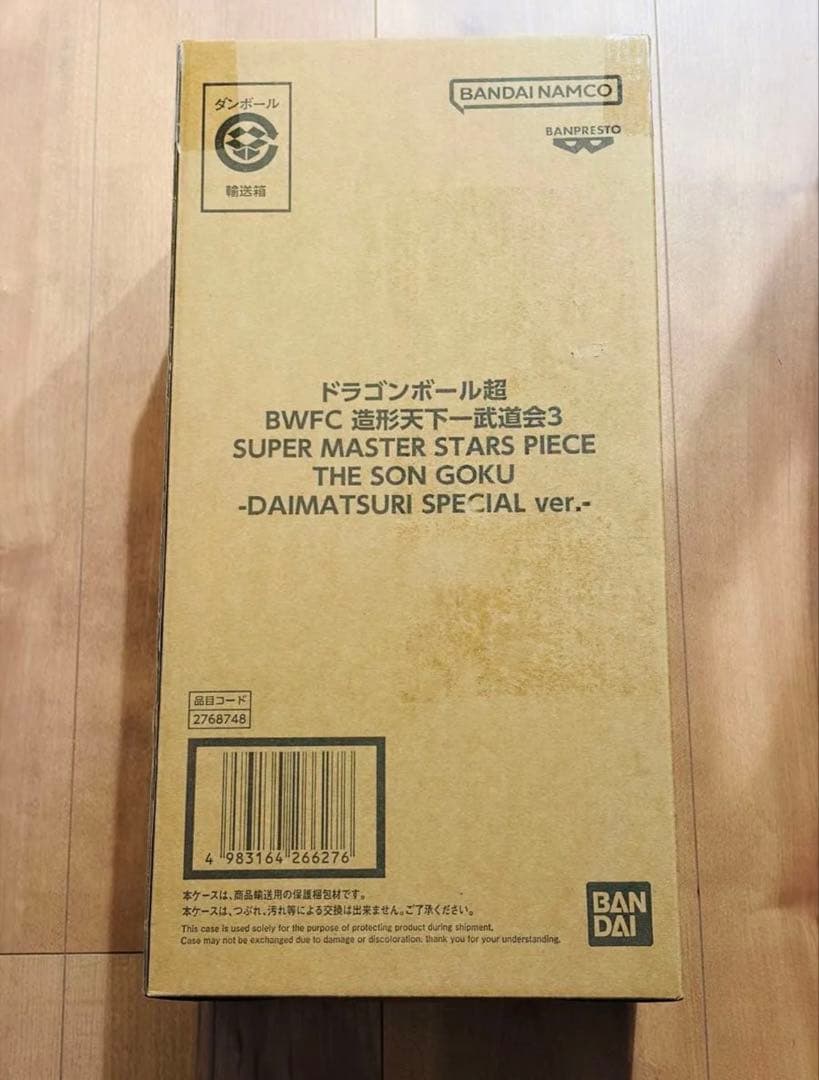 ダンボール
輸送箱
BANDAI NAMCO
BANPRESTO
ドラゴンボール超
BWFC 造形天下一武道会3
SUPER MASTER STARS PIECE
THE SON GOKU
-DAIMATSURI SPECIAL ver.-
品目コード
2768748
4 983164 266276
本ケースは、商品輸送用の保護梱包材です。
本ケースは、つぶれ、汚れ等による交換は出来ません。ご了承ください。
This case is used solely for the purpose of protecting product during shipment.
Case may not be exchanged due to damage or discoloration. thank you for your understanding.
BAN
DAI